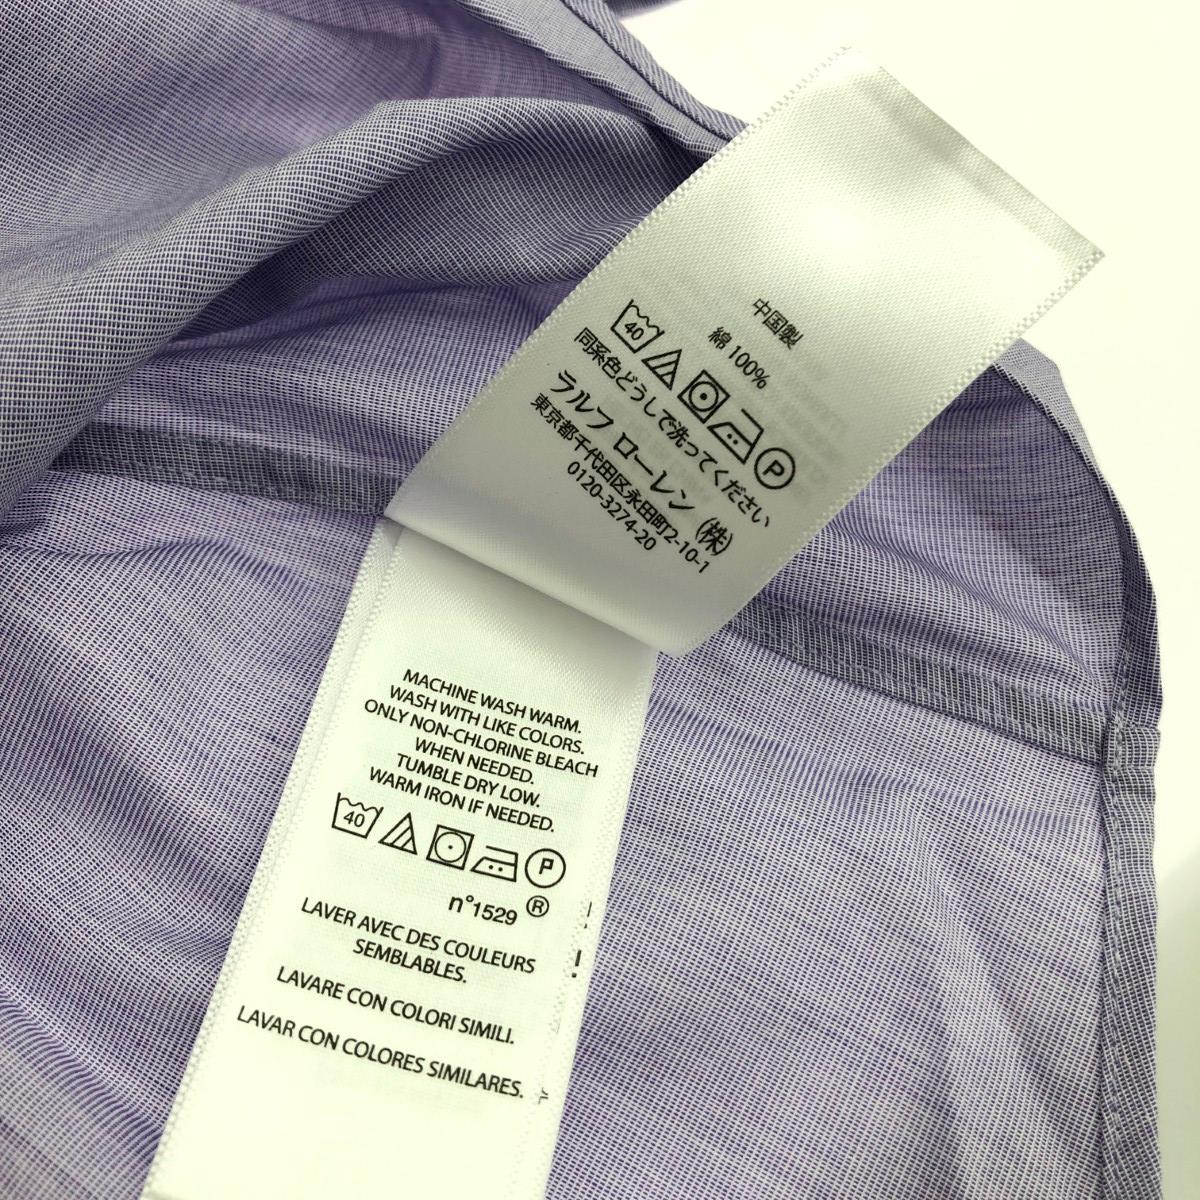 中国製
綿 100%
40 P
同系色どうしで洗ってください
ラルフ ローレン (株)
東京都千代田区永田町2-10-1
0120-3274-20
MACHINE WASH WARM.
WASH WITH LIKE COLORS.
ONLY NON-CHLORINE BLEACH
WHEN NEEDED.
TUMBLE DRY LOW.
WARM IRON IF NEEDED.
40 P
n°1529 ®
LAVER AVEC DES COULEURS
SEMBLABLES.
LAVARE CON COLORI SIMILI.
LAVAR CON COLORES SIMILARES.